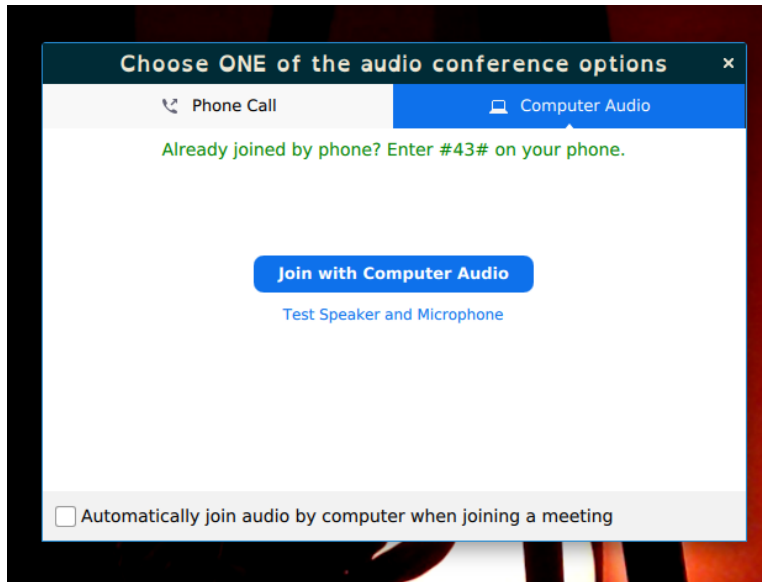 Choose ONE of the audio conference options ×
Phone Call Computer Audio
Already joined by phone? Enter #43# on your phone.
Join with Computer Audio
Test Speaker and Microphone
Automatically join audio by computer when joining a meeting